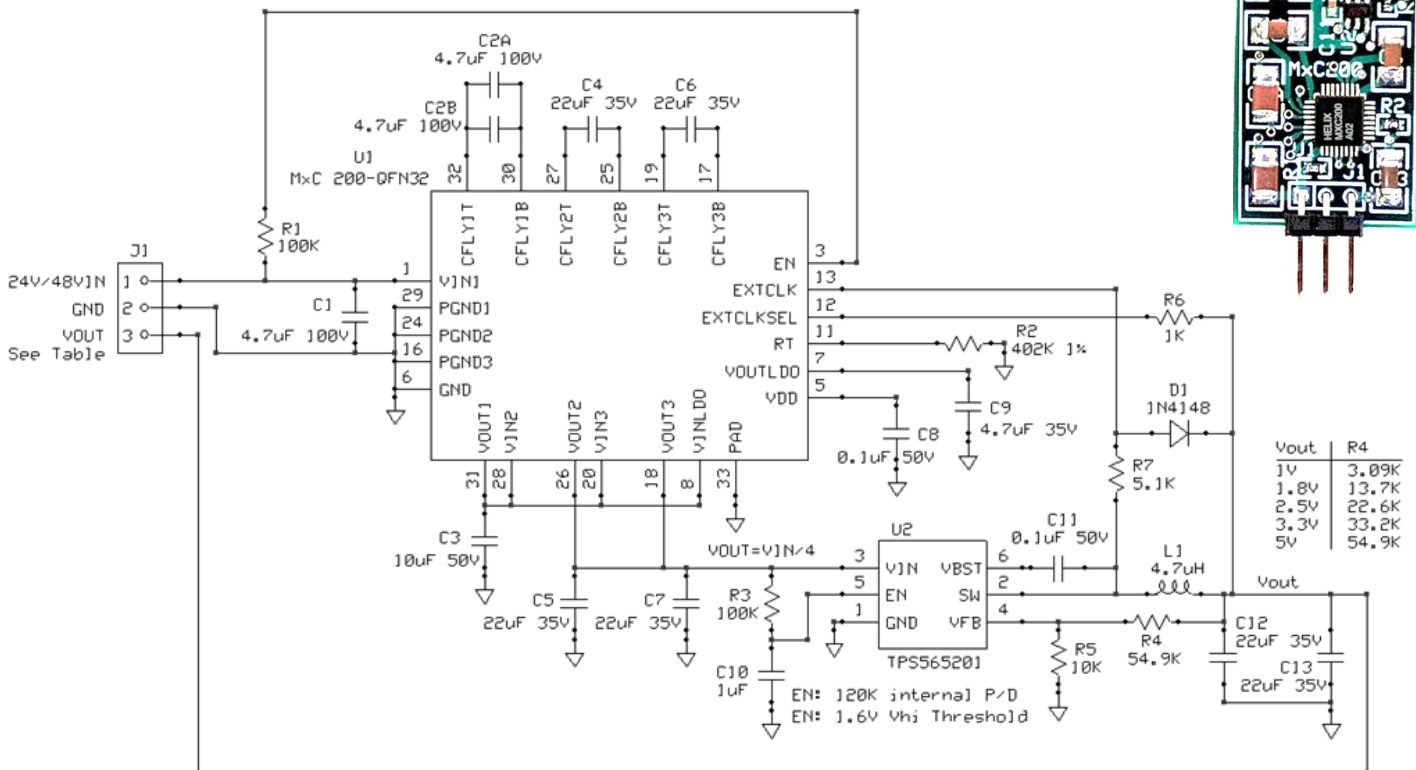 C2A
4.7uF 100V
C2B
4.7uF 100V
C4
22uF 35V
C6
22uF 35V
U1
MxC 200-QFN32
32
30
27
25
19
17
CFLY1T
CFLY1B
CFLY2T
CFLY2B
CFLY3T
CFLY3B
R1
100K
J1
24V/48VIN
1
GND
2
VOUT
3
See Table
C1
4.7uF 100V
1
VIN1
29
PGND1
24
PGND2
16
PGND3
6
GND
EN
3
EXTCLK
13
EXTCLKSEL
12
RT
11
VOUTLDO
7
VDD
5
VOUT1
VIN2
VOUT2
VIN3
VOUT3
VINLDO
PAD
31
28
26
20
18
8
33
R6
1K
R2
402K 1%
C9
4.7uF 35V
C8
0.1uF 50V
D1
1N4148
R7
5.1K
Vout R4
1V 3.09K
1.8V 13.7K
2.5V 22.6K
3.3V 33.2K
5V 54.9K
C3
10uF 50V
VOUT=VIN/4
C5
22uF 35V
C7
22uF 35V
R3
100K
C10
1uF
U2
3
VIN
5
EN
1
GND
VBST
6
SW
2
VFB
4
TPS565201
C11
0.1uF 50V
L1
4.7uH
Vout
R5
10K
R4
54.9K
C12
22uF 35V
C13
22uF 35V
EN: 120K internal P/D
EN: 1.6V Vhi Threshold
C1
U2
MxC200
HELIX
MXC200
A02
R2
J1